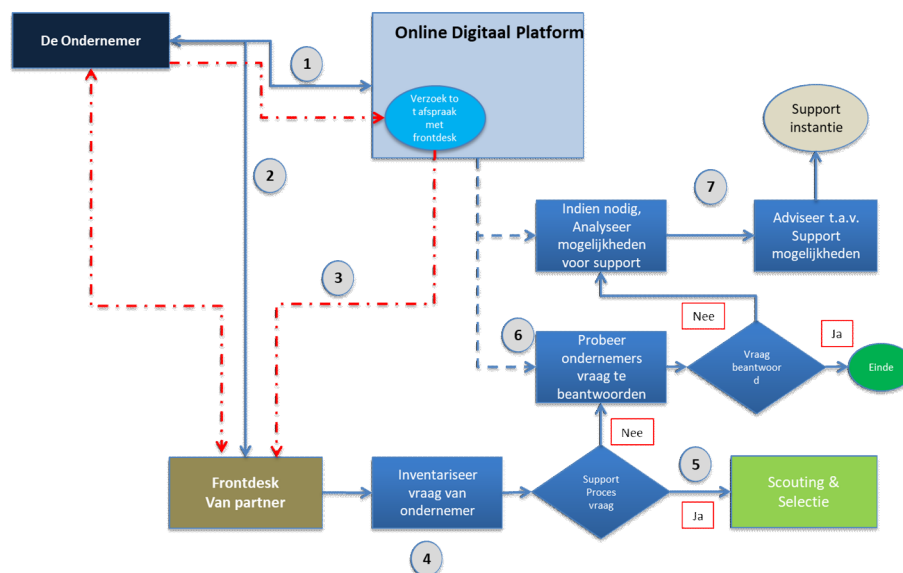 De Ondernemer
Online Digitaal Platform
1
Verzoek to
t afspraak
met
frontdesk
Support
instantie
2
7
Indien nodig,
Analyseer
mogelijkheden
voor support
Adviseer t.a.v.
Support
mogelijkheden
3
Nee
Ja
6
Probeer
ondernemers
vraag te
beantwoorden
Vraag
beantwoor
d
Einde
Nee
Frontdesk
Van partner
Inventariseer
vraag van
ondernemer
Support
Proces
vraag
5
Ja
Scouting &
Selectie
4